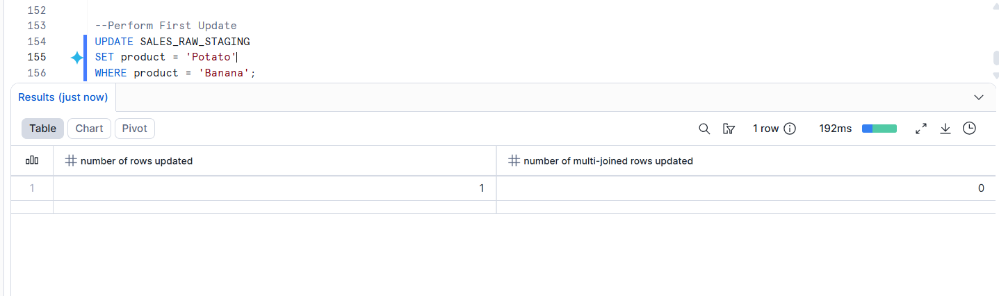 152
153 --Perform First Update
154 UPDATE SALES_RAW_STAGING
155 SET product = 'Potato'
156 WHERE product = 'Banana';
Results (just now)
Table Chart Pivot 1 row 192ms
number of rows updated number of multi-joined rows updated
1 1 0